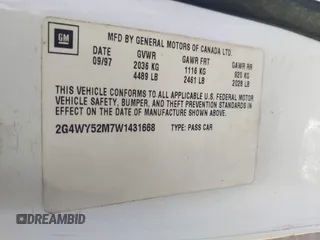 GM
MFD BY GENERAL MOTORS OF CANADA LTD.
DATE GVWR GAWR FRT GAWR RR
09/97 2036 KG 1116 KG 920 KG
4489 LB 2461 LB 2028 LB
THIS VEHICLE CONFORMS TO ALL APPLICABLE U.S. FEDERAL MOTOR
VEHICLE SAFETY, BUMPER, AND THEFT PREVENTION STANDARDS IN
EFFECT ON THE DATE OF MANUFACTURE SHOWN ABOVE.
2G4WY52M7W1431668 TYPE: PASS CAR
DREAMBID